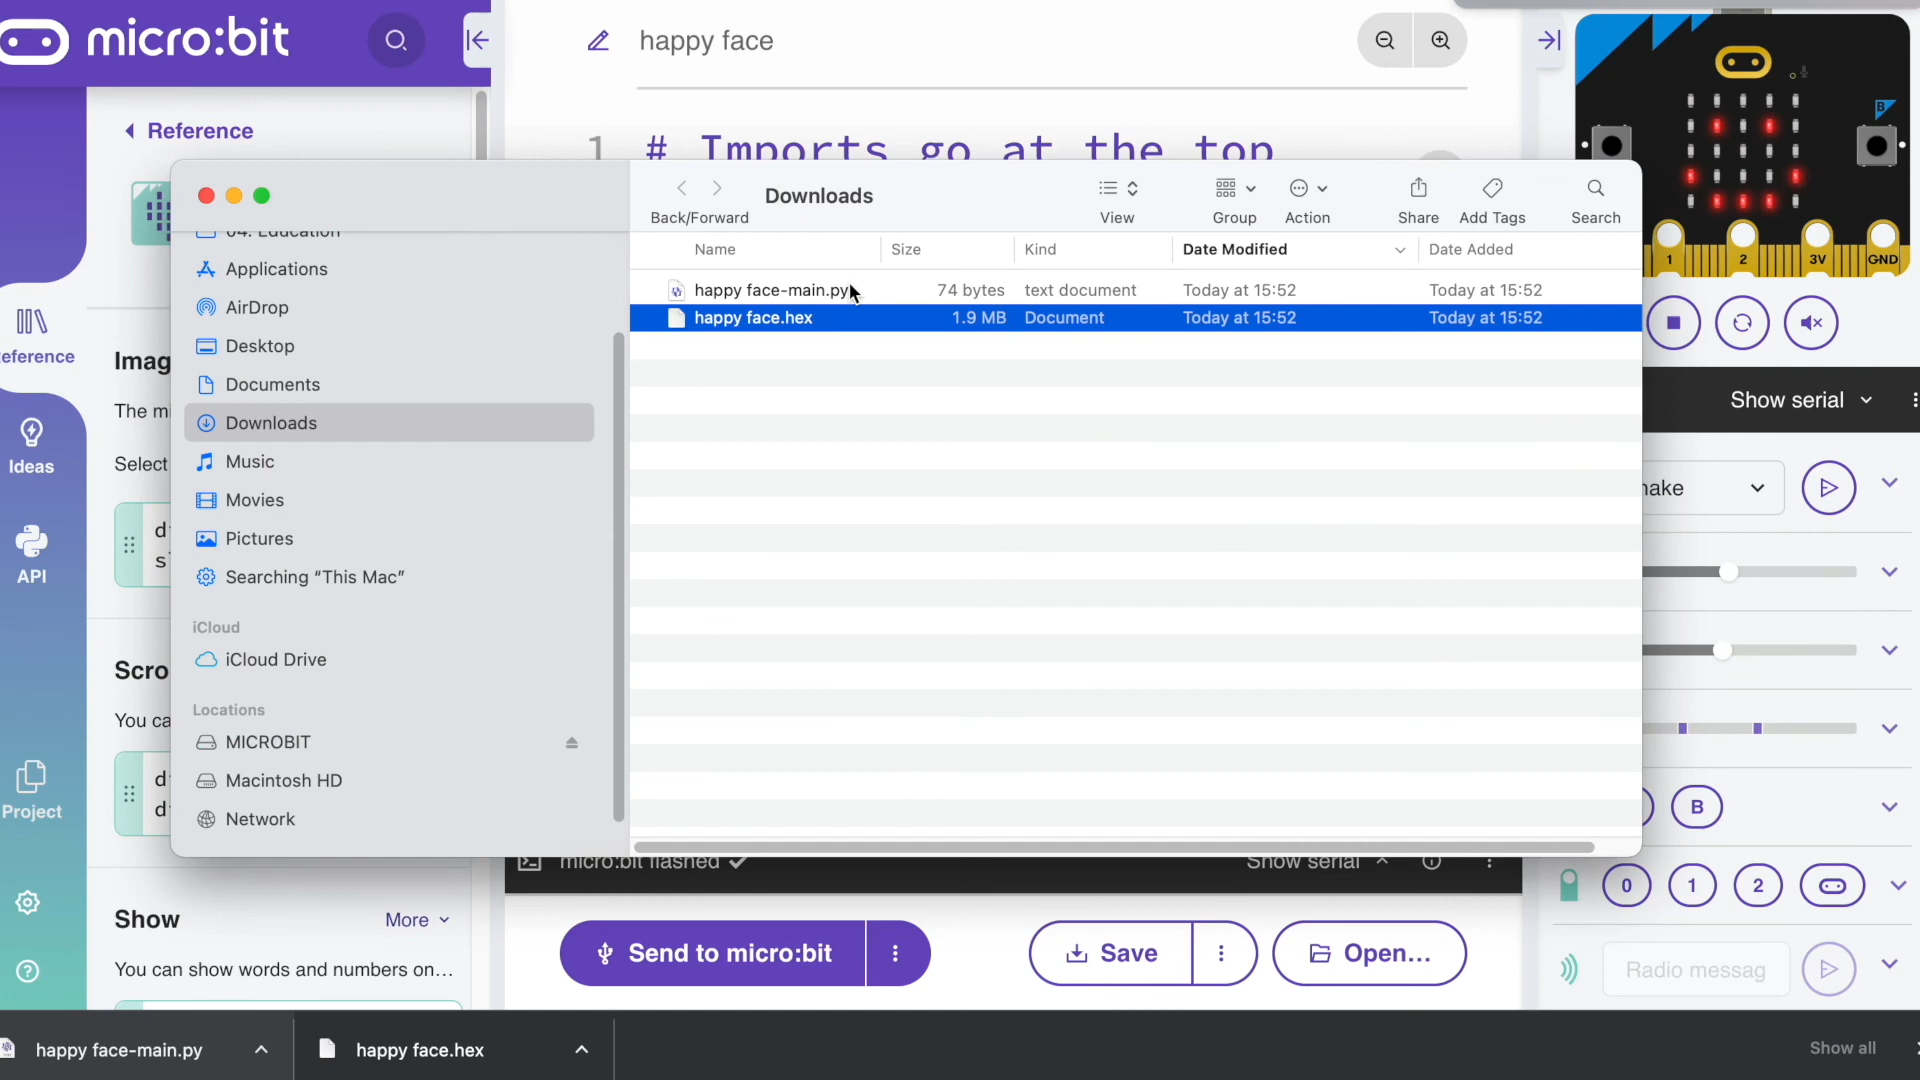 micro:bit
happy face
Reference
1 # Imports go at the top
Reference
Ideas
API
Project
Imag
The mi
Select
d
s
Scro
You ca
d
d
Show
More
You can show words and numbers on...
Downloads
Back/Forward
View
Group
Action
Share
Add Tags
Search
04. Education
Applications
AirDrop
Desktop
Documents
Downloads
Music
Movies
Pictures
Searching “This Mac”
iCloud
iCloud Drive
Locations
MICROBIT
Macintosh HD
Network
Name Size Kind Date Modified Date Added
happy face-main.py 74 bytes text document Today at 15:52 Today at 15:52
happy face.hex 1.9 MB Document Today at 15:52 Today at 15:52
micro:bit flashed
Show serial
Send to micro:bit
Save
Open...
B
1 2 3V GND
Show serial
hake
B
0 1 2
Radio messag
happy face-main.py
happy face.hex
Show all